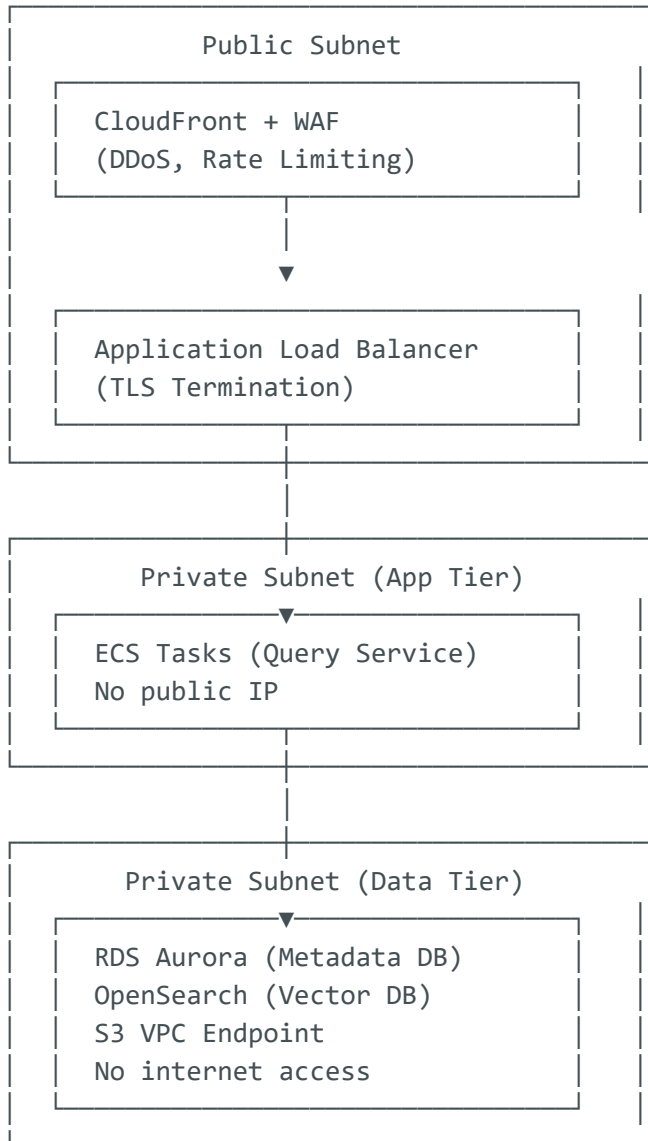 Public Subnet
CloudFront + WAF
(DDoS, Rate Limiting)
Application Load Balancer
(TLS Termination)
Private Subnet (App Tier)
ECS Tasks (Query Service)
No public IP
Private Subnet (Data Tier)
RDS Aurora (Metadata DB)
OpenSearch (Vector DB)
S3 VPC Endpoint
No internet access